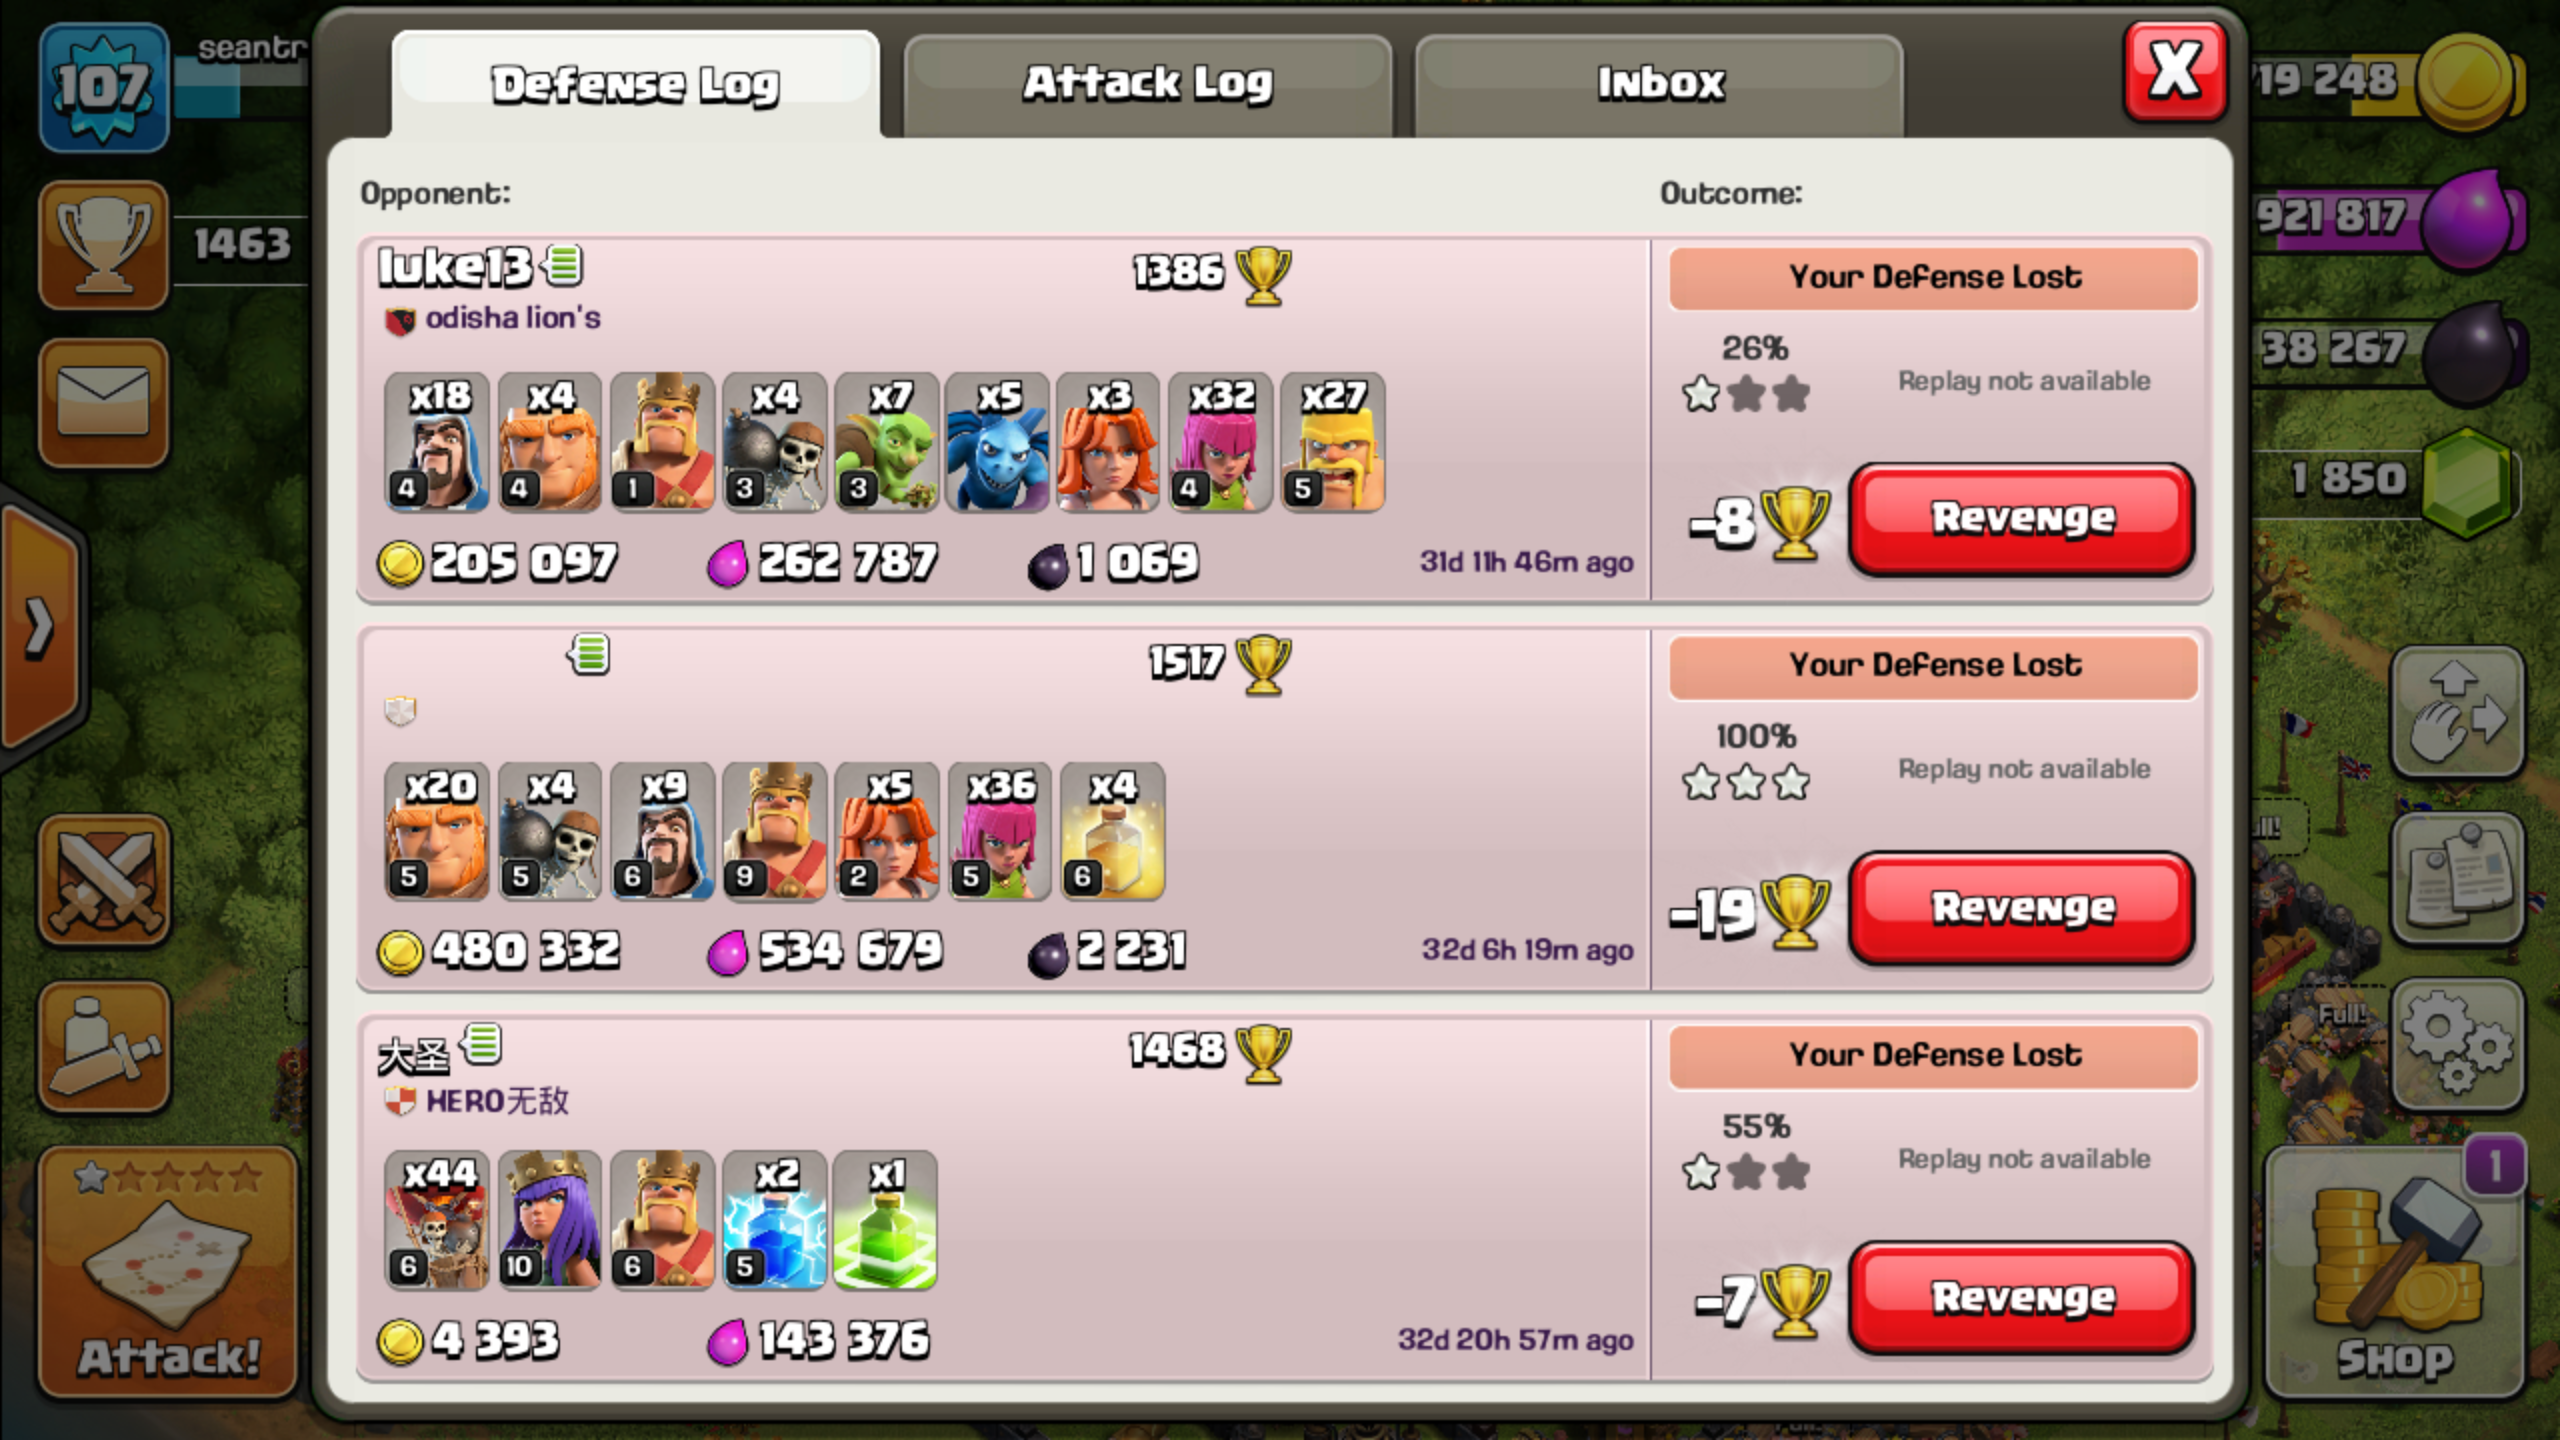 107
seantr
Defense Log
Attack Log
Inbox
X
719 248
1463
921 817
38 267
1 850
Opponent:
Outcome:
luke13
1386
Your Defense Lost
odisha lion's
26%
Replay not available
x18 x4 x4 x7 x5 x3 x32 x27
4 4 1 3 3 4 5
-8
Revenge
205 097
262 787
1 069
31d 11h 46m ago
1517
Your Defense Lost
100%
Replay not available
x20 x4 x9 x5 x36 x4
5 5 6 9 2 5 6
-19
Revenge
480 332
534 679
2 231
32d 6h 19m ago
大圣
1468
Your Defense Lost
HERO无敌
55%
Replay not available
x44 x2 x1
6 10 6 5
-7
Revenge
4 393
143 376
32d 20h 57m ago
Attack!
Full!
1
Shop